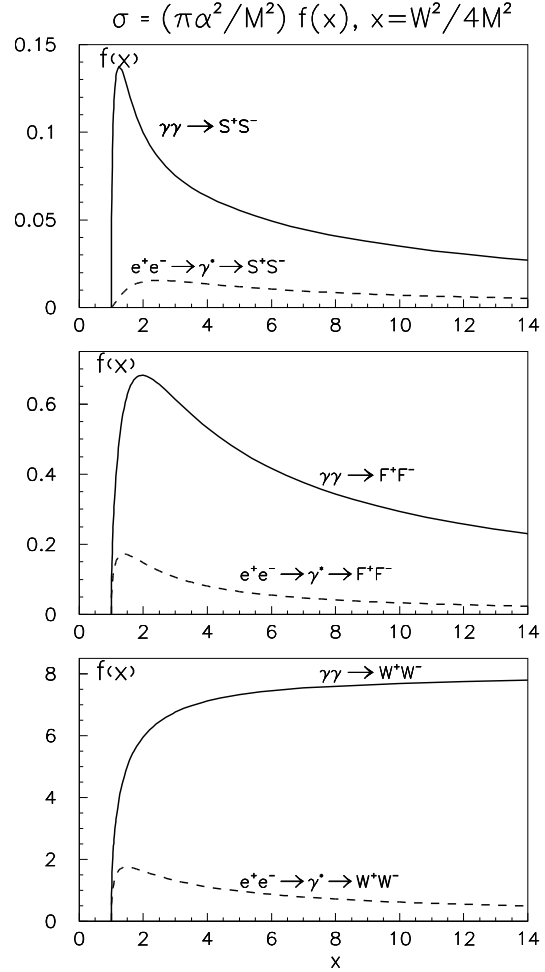 σ = (πα²/M²) f(x), x=W²/4M²
0.15
f(x)
γγ → S⁺S⁻
0.1
0.05
e⁺e⁻ → γ* → S⁺S⁻
0
0 2 4 6 8 10 12 14
f(x)
0.6
γγ → F⁺F⁻
0.4
0.2
e⁺e⁻ → γ* → F⁺F⁻
0
0 2 4 6 8 10 12 14
f(x)
γγ → W⁺W⁻
8
6
4
2
e⁺e⁻ → γ* → W⁺W⁻
0
0 2 4 6 8 10 12 14
x